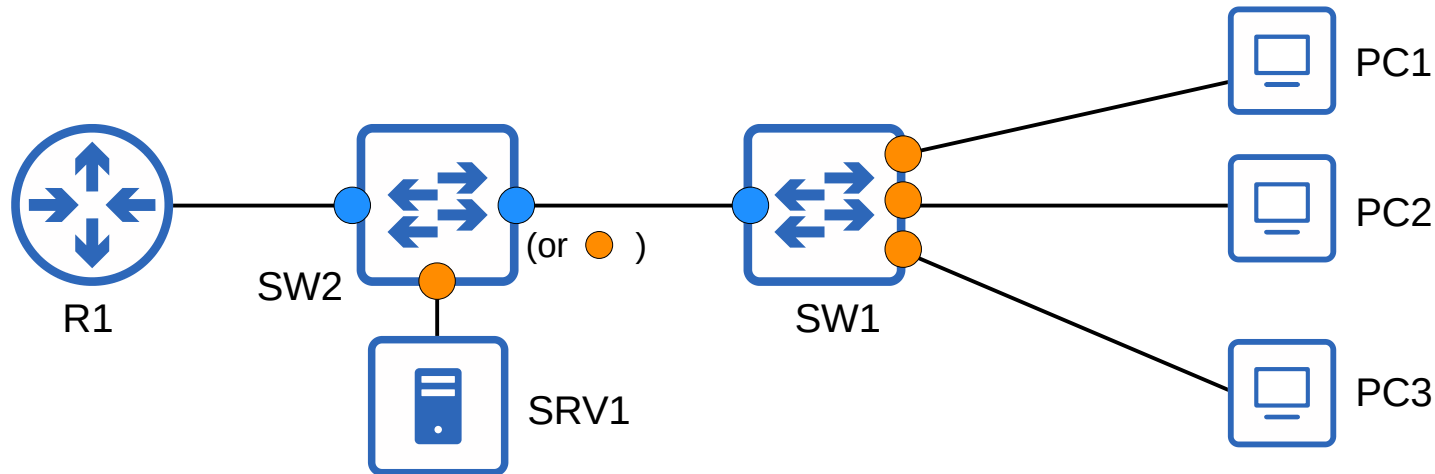 PC1
PC2
(or )
SW2
R1
SW1
PC3
SRV1